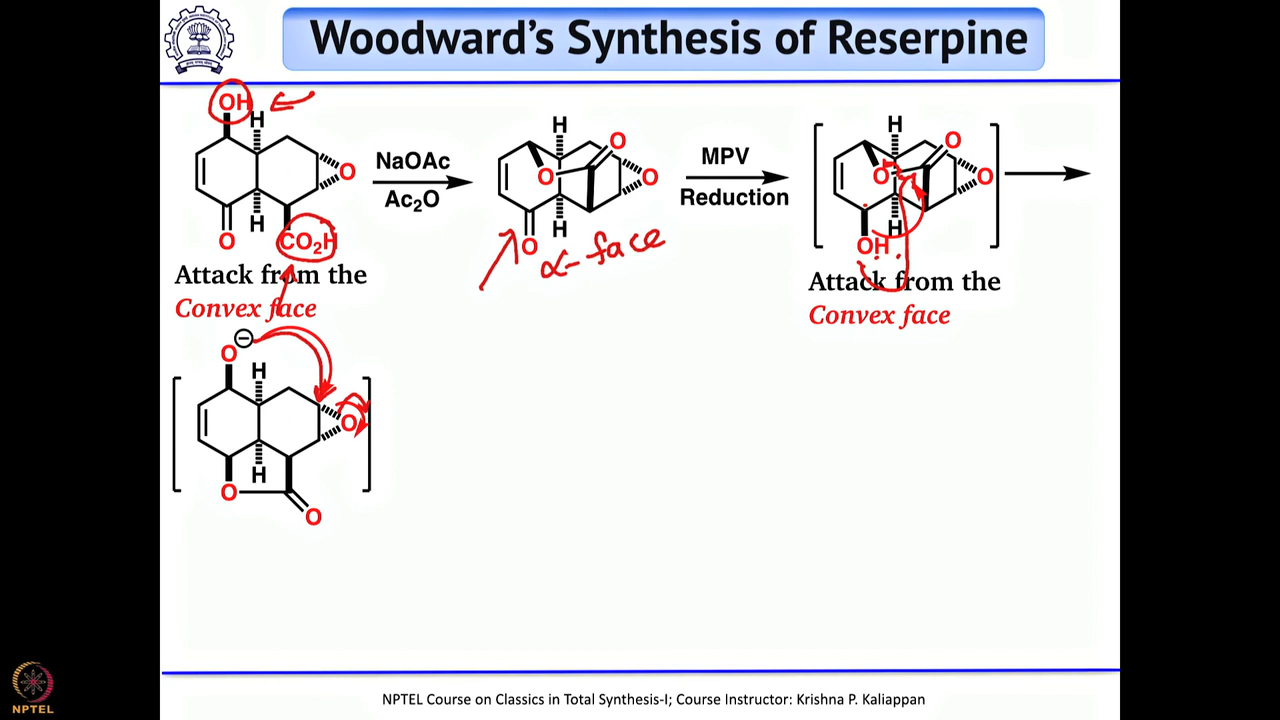 Woodward's Synthesis of Reserpine
OH
H
O
H
O
CO₂H
NaOAc
Ac₂O
H
O
O
O
H
O
α-face
MPV
Reduction
H
O
O
O
H
OH
Attack from the
Convex face
Attack from the
Convex face
O
H
O
H
O
O
NPTEL Course on Classics in Total Synthesis-I; Course Instructor: Krishna P. Kaliappan
NPTEL